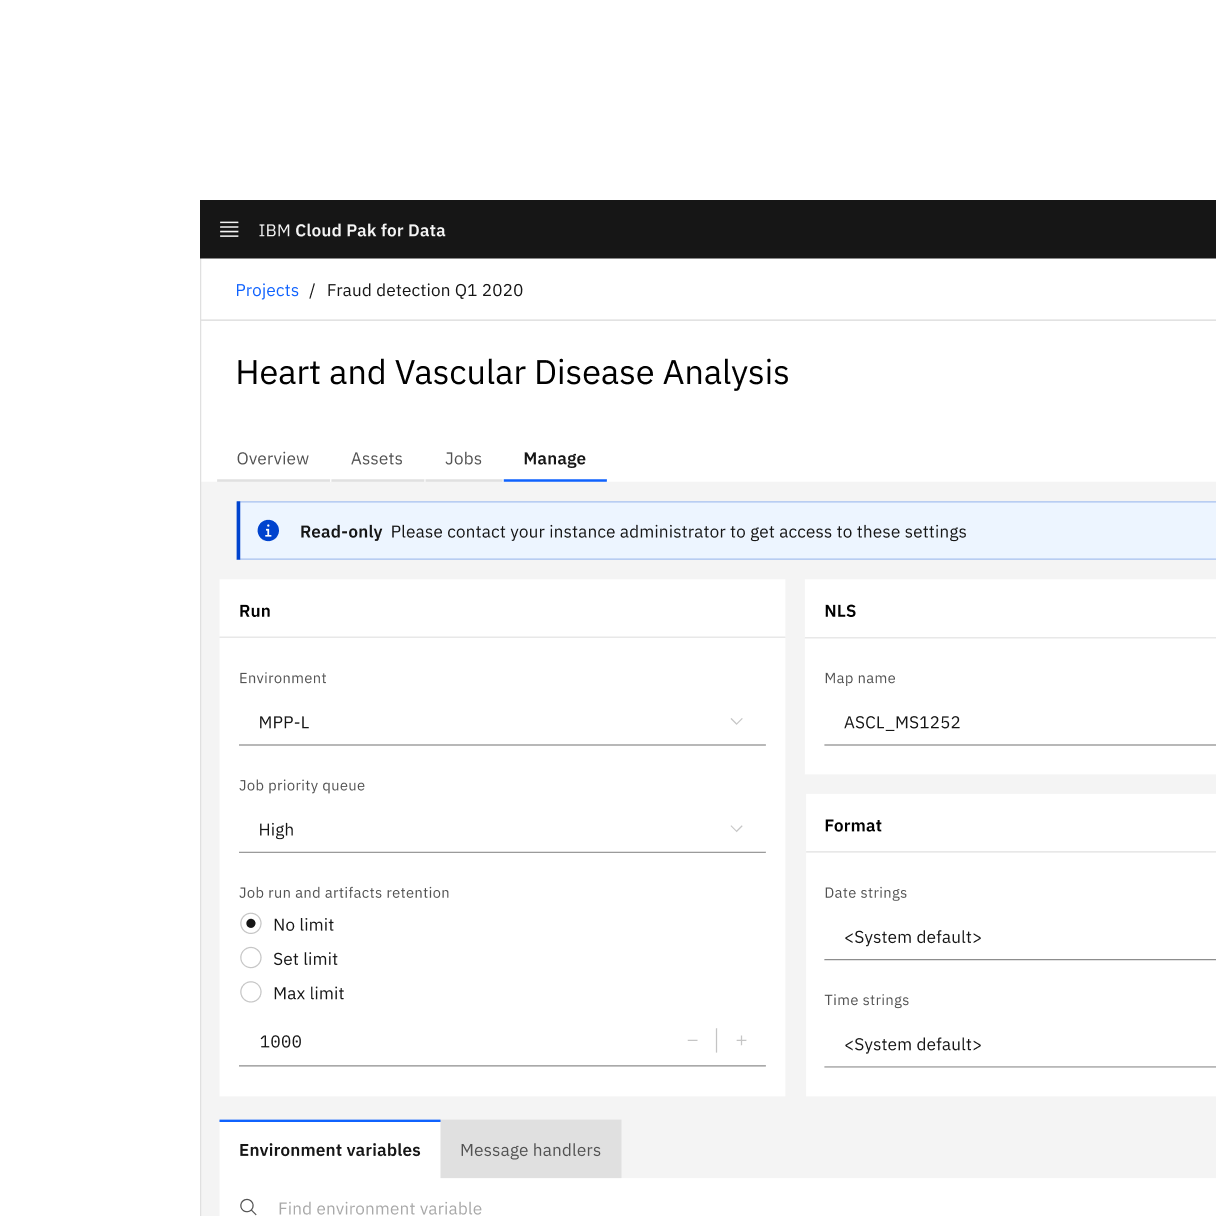 IBM Cloud Pak for Data
Projects / Fraud detection Q1 2020
Heart and Vascular Disease Analysis
Overview Assets Jobs Manage
Read-only Please contact your instance administrator to get access to these settings
Run
Environment
MPP-L
Job priority queue
High
Job run and artifacts retention
No limit
Set limit
Max limit
1000
NLS
Map name
ASCL_MS1252
Format
Date strings
<System default>
Time strings
<System default>
Environment variables Message handlers
Find environment variable